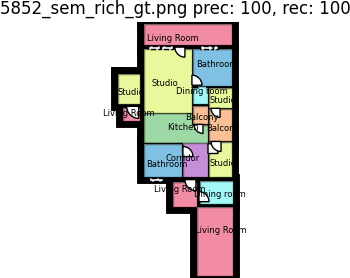 5852_sem_rich_gt.png prec: 100, rec: 100
Living Room
Bathroom
Studio
Dining room
Studio
Studio
Living Room
Balcony
Kitchen
Balcony
Corridor
Bathroom
Studio
Living Room
Dining room
Living Room